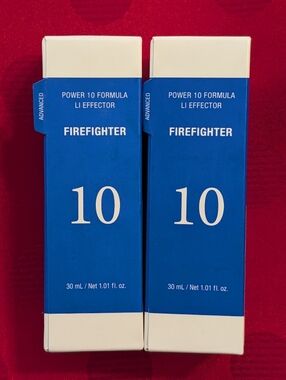 ADVANCED
POWER 10 FORMULA
LI EFFECTOR
FIREFIGHTER
10
30 mL / Net 1.01 fl. oz.
ADVANCED
POWER 10 FORMULA
LI EFFECTOR
FIREFIGHTER
10
30 mL / Net 1.01 fl. oz.